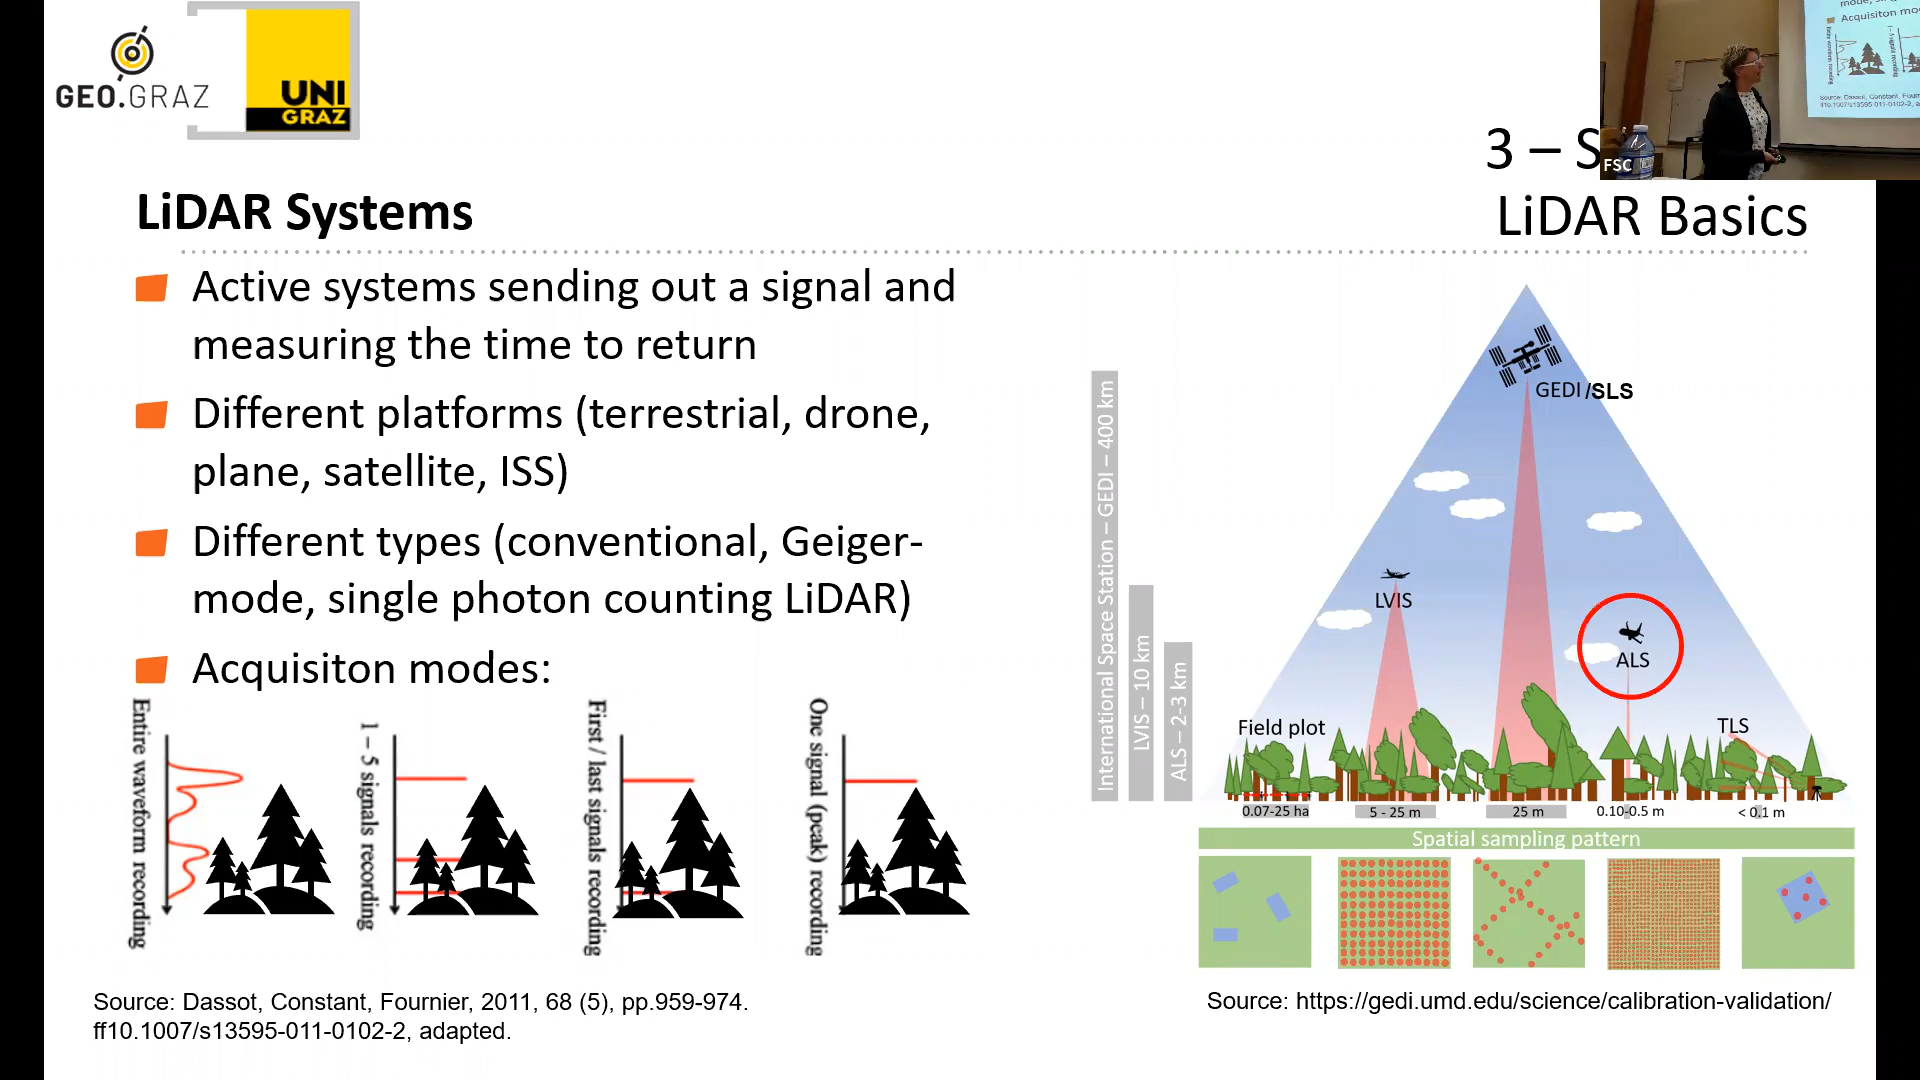 GEO.GRAZ
UNI
GRAZ
3 – S
LiDAR Basics
FSC
Acquisiton mo
LiDAR Systems
Active systems sending out a signal and
measuring the time to return
Different platforms (terrestrial, drone,
plane, satellite, ISS)
Different types (conventional, Geiger-
mode, single photon counting LiDAR)
Acquisiton modes:
Entire waveform recording
1 – 5 signals recording
First / last signals recording
One signal (peak) recording
Source: Dassot, Constant, Fournier, 2011, 68 (5), pp.959-974.
ff10.1007/s13595-011-0102-2, adapted.
International Space Station – GEDI – 400 km
LVIS – 10 km
ALS – 2-3 km
GEDI/SLS
LVIS
ALS
Field plot
TLS
0.07-25 ha
5 - 25 m
25 m
0.10-0.5 m
< 0.1 m
Spatial sampling pattern
Source: https://gedi.umd.edu/science/calibration-validation/